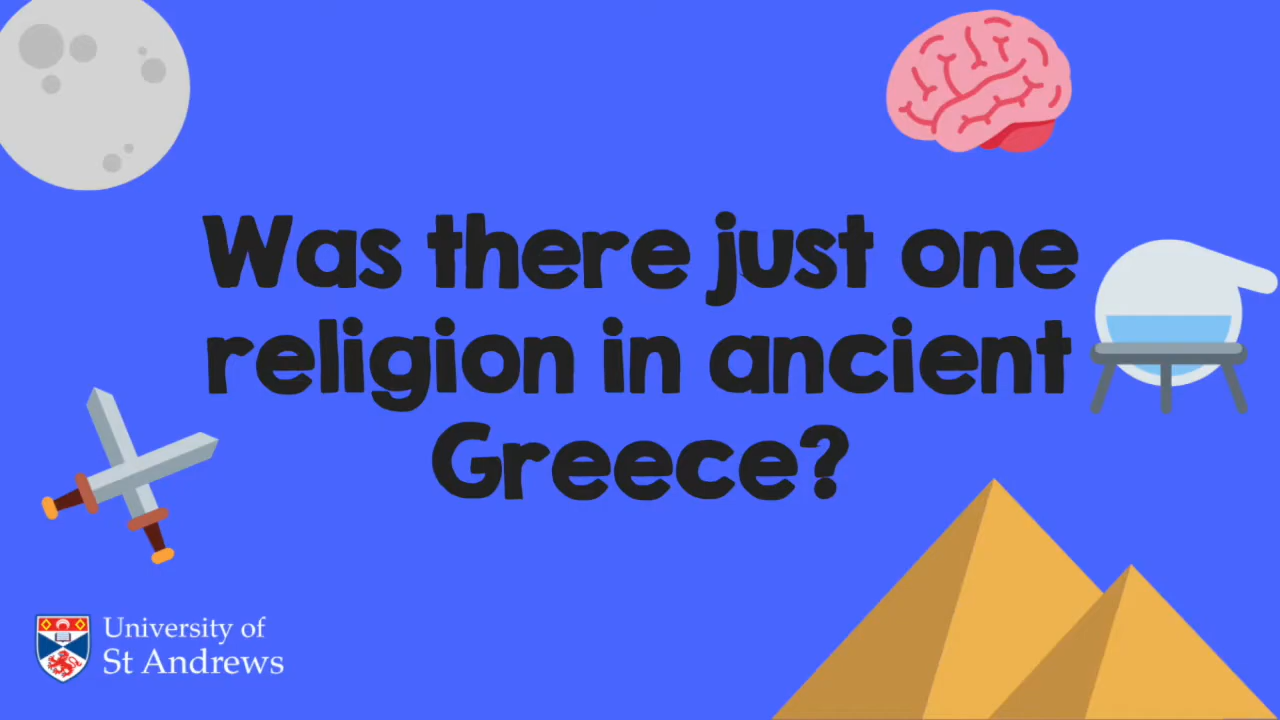 Was there just one
religion in ancient
Greece?
University of
St Andrews